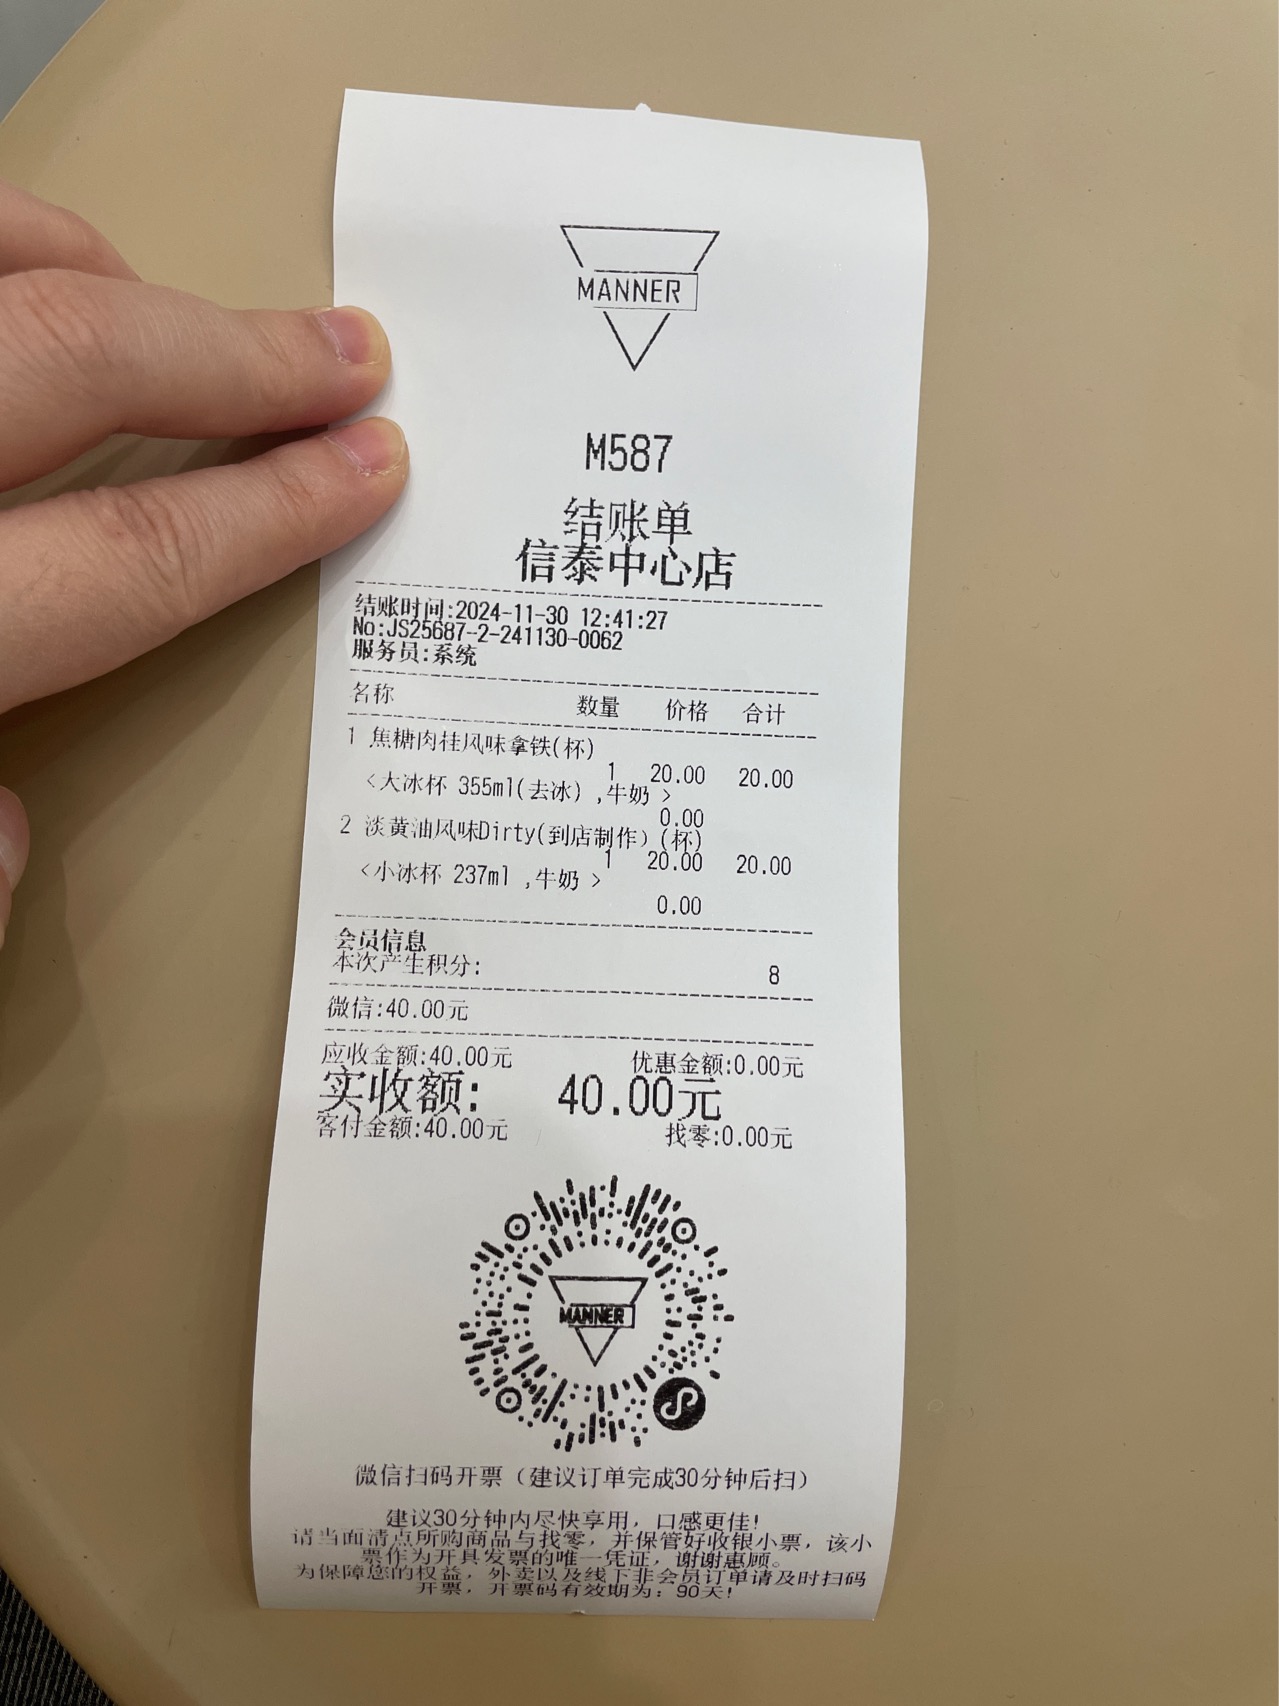 MANNER
M587
结账单
信泰中心店
结账时间:2024-11-30 12:41:27
No:JS25687-2-241130-0062
服务员:系统
名称 数量 价格 合计
1 焦糖肉桂风味拿铁(杯)
1 20.00 20.00
<大冰杯 355ml(去冰) ,牛奶 >
0.00
2 淡黄油风味Dirty(到店制作) (杯)
1 20.00 20.00
<小冰杯 237ml ,牛奶 >
0.00
会员信息
本次产生积分: 8
微信:40.00元
应收金额:40.00元 优惠金额:0.00元
实收额: 40.00元
客付金额:40.00元 找零:0.00元
MANNER
微信扫码开票（建议订单完成30分钟后扫）
建议30分钟内尽快享用，口感更佳!
请当面清点所购商品与找零，并保管好收银小票，该小
票作为开具发票的唯一凭证，谢谢惠顾。
为保障您的权益，外卖以及线下非会员订单请及时扫码
开票，开票码有效期为：90天!